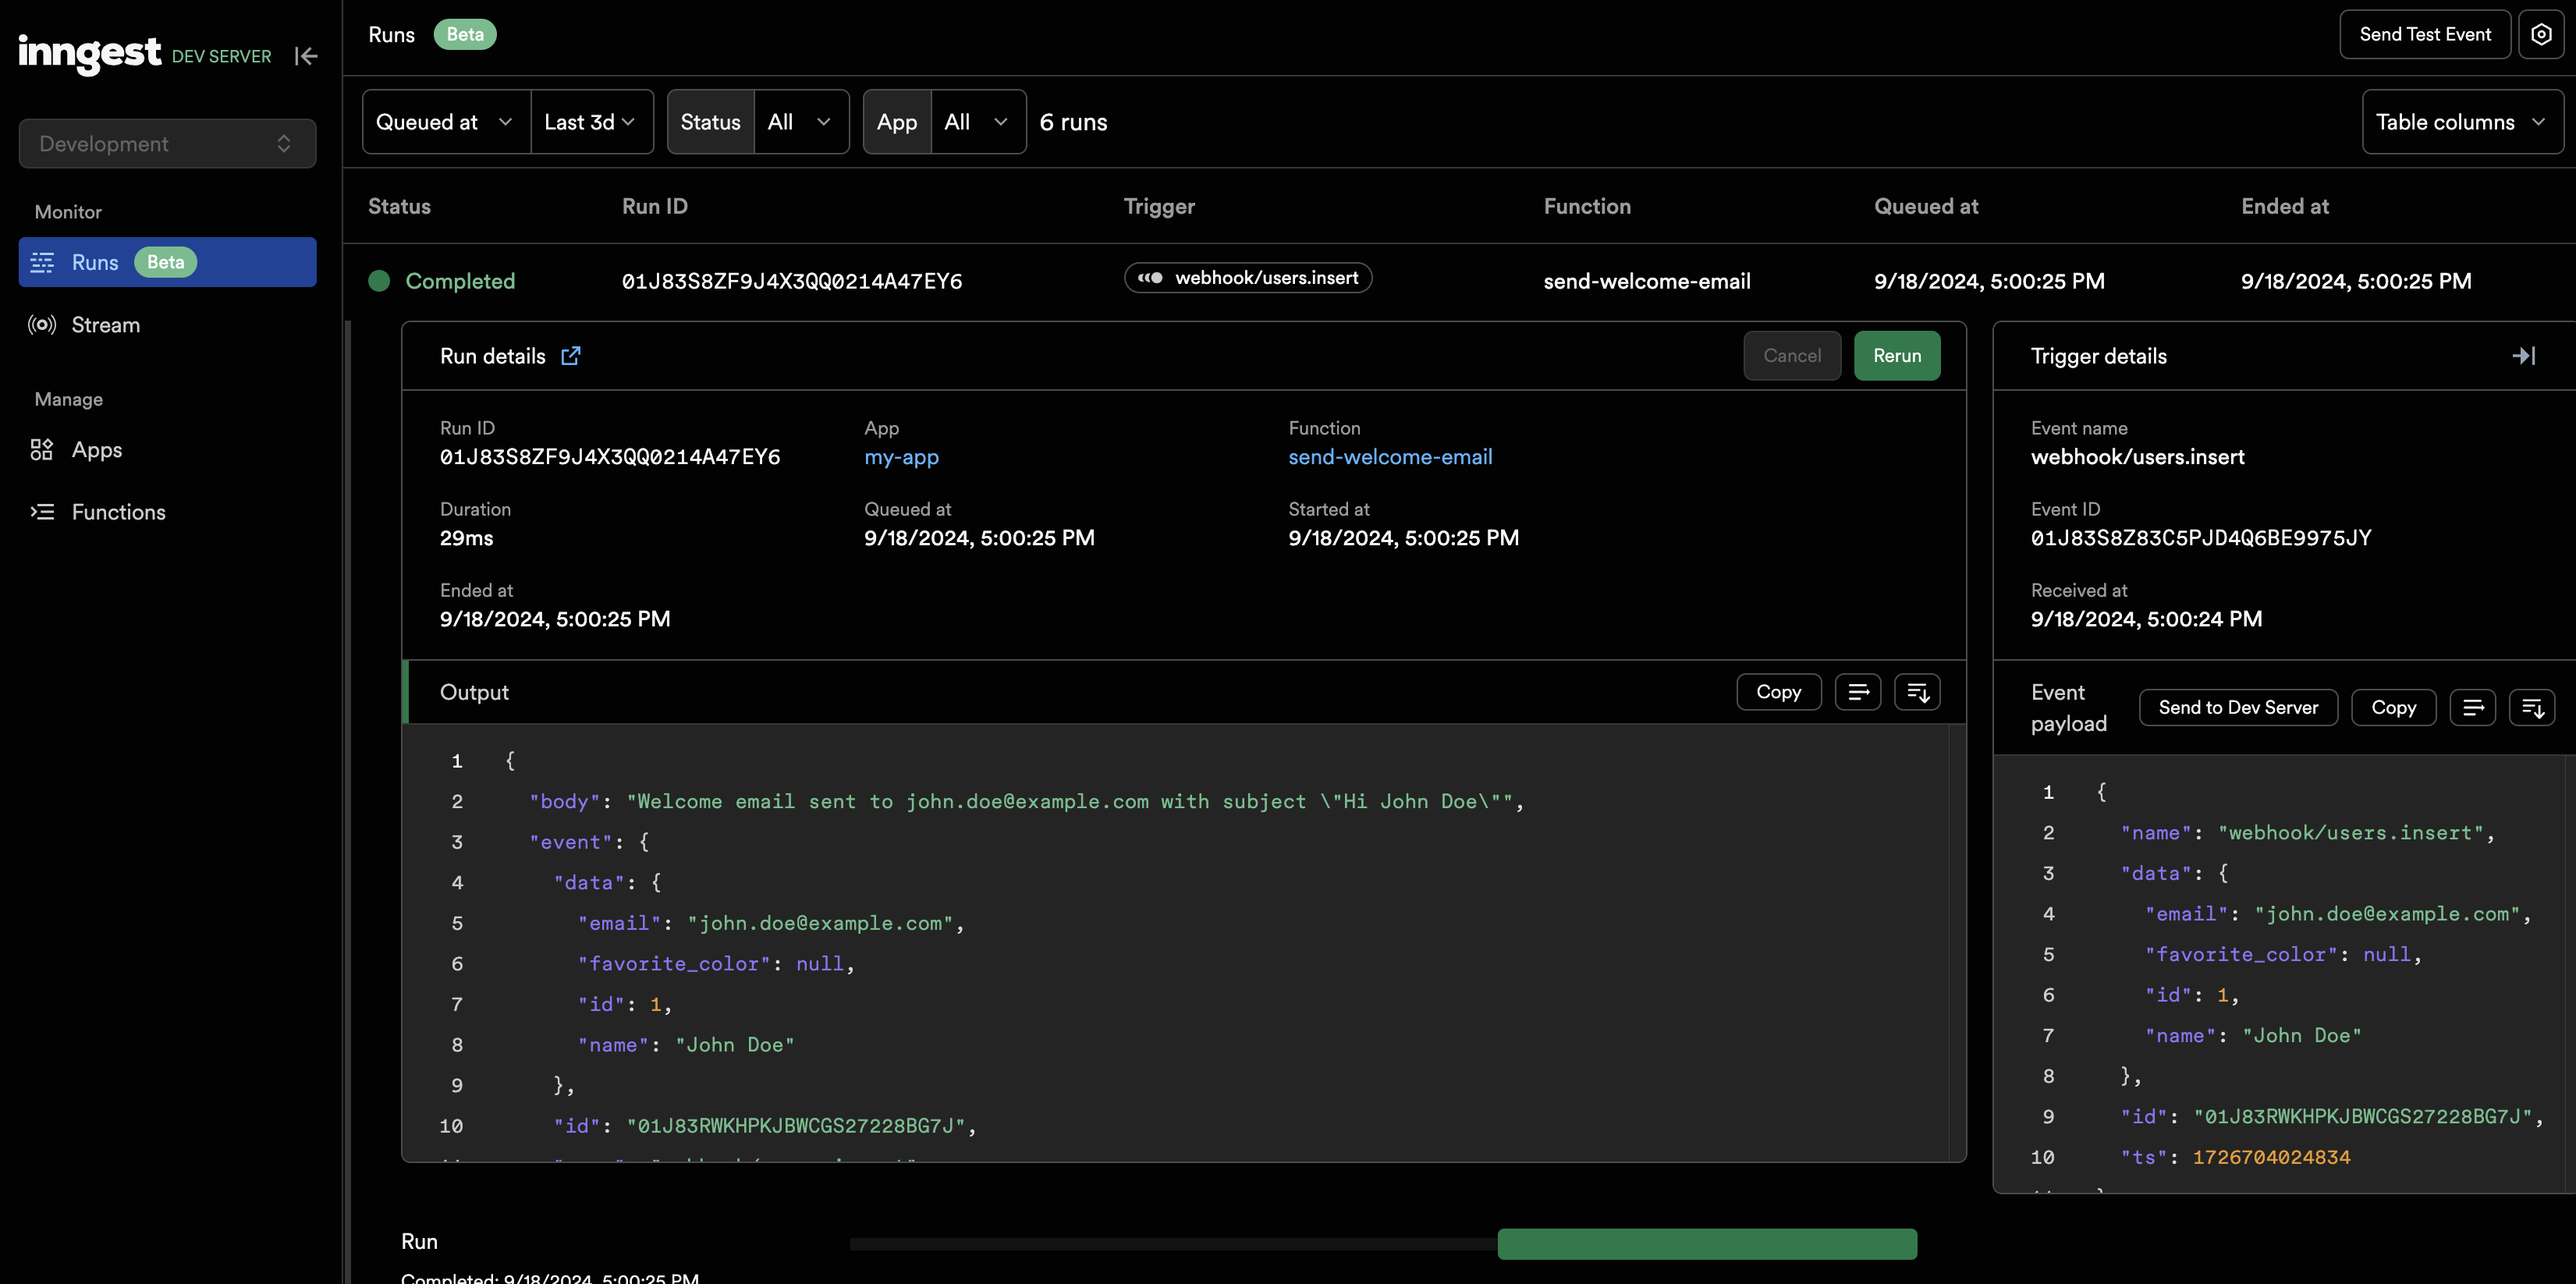 inngest DEV SERVER
Development
Monitor
Runs Beta
Stream
Manage
Apps
Functions
Runs Beta
Send Test Event
Queued at Last 3d Status All App All 6 runs
Table columns
Status Run ID Trigger Function Queued at Ended at
Completed 01J83S8ZF9J4X3QQ0214A47EY6 webhook/users.insert send-welcome-email 9/18/2024, 5:00:25 PM 9/18/2024, 5:00:25 PM
Run details
Cancel Rerun
Run ID App Function
01J83S8ZF9J4X3QQ0214A47EY6 my-app send-welcome-email
Duration Queued at Started at
29ms 9/18/2024, 5:00:25 PM 9/18/2024, 5:00:25 PM
Ended at
9/18/2024, 5:00:25 PM
Output Copy
1 {
2 "body": "Welcome email sent to john.doe@example.com with subject \"Hi John Doe\"",
3 "event": {
4 "data": {
5 "email": "john.doe@example.com",
6 "favorite_color": null,
7 "id": 1,
8 "name": "John Doe"
9 },
10 "id": "01J83RWKHPKJBWCGS27228BG7J",
Trigger details
Event name
webhook/users.insert
Event ID
01J83S8Z83C5PJD4Q6BE9975JY
Received at
9/18/2024, 5:00:24 PM
Event
payload
Send to Dev Server Copy
1 {
2 "name": "webhook/users.insert",
3 "data": {
4 "email": "john.doe@example.com",
5 "favorite_color": null,
6 "id": 1,
7 "name": "John Doe"
8 },
9 "id": "01J83RWKHPKJBWCGS27228BG7J",
10 "ts": 1726704024834
Run
Completed: 9/18/2024, 5:00:25 PM